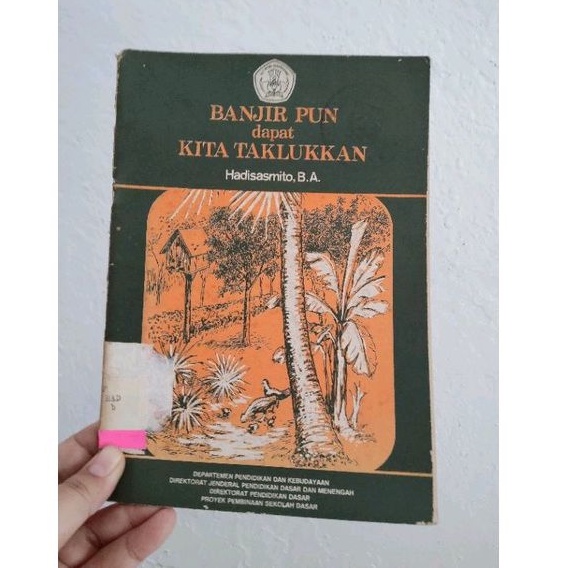 BANJIR PUN
dapat
KITA TAKLUKKAN
Hadisasmito, B.A.
HAD
b
DEPARTEMEN PENDIDIKAN DAN KEBUDAYAAN
DIREKTORAT JENDERAL PENDIDIKAN DASAR DAN MENENGAH
DIREKTORAT PENDIDIKAN DASAR
PROYEK PEMBINAAN SEKOLAH DASAR